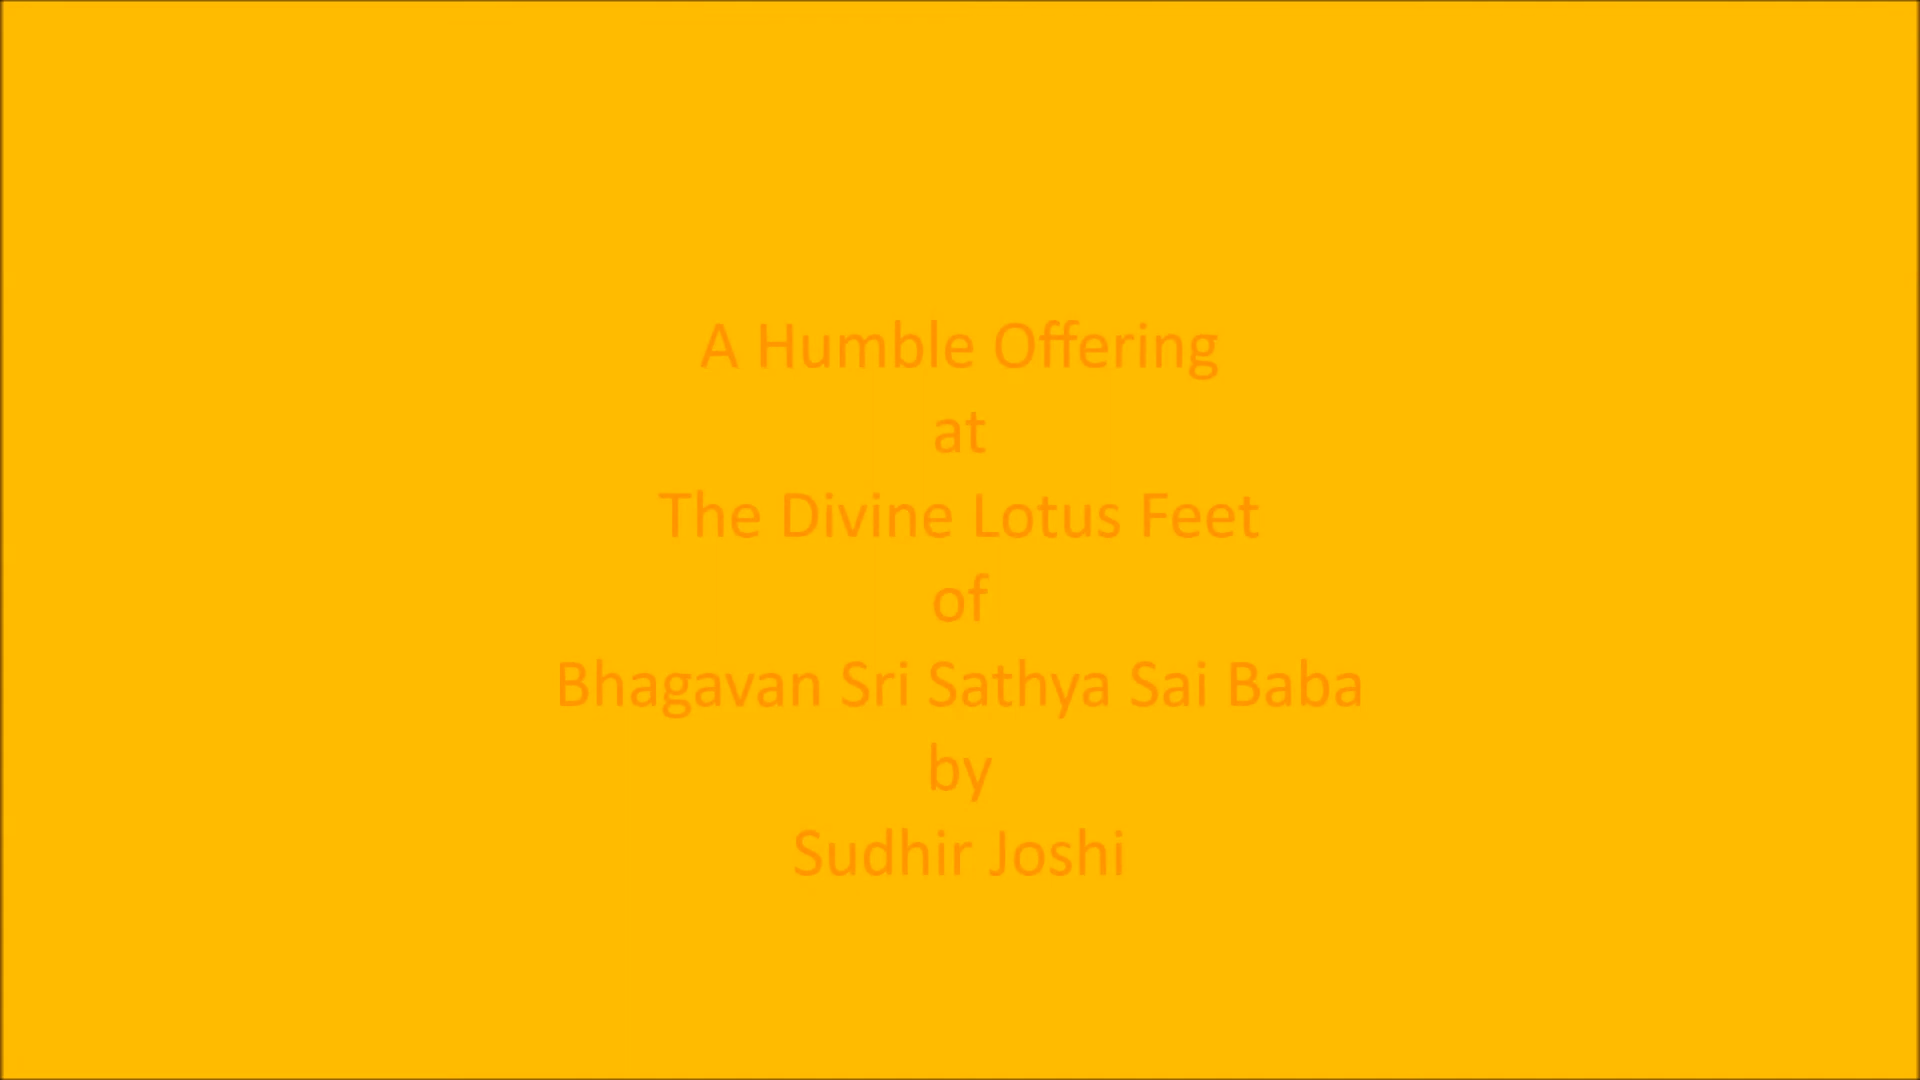 A Humble Offering
at
The Divine Lotus Feet
of
Bhagavan Sri Sathya Sai Baba
by
Sudhir Joshi